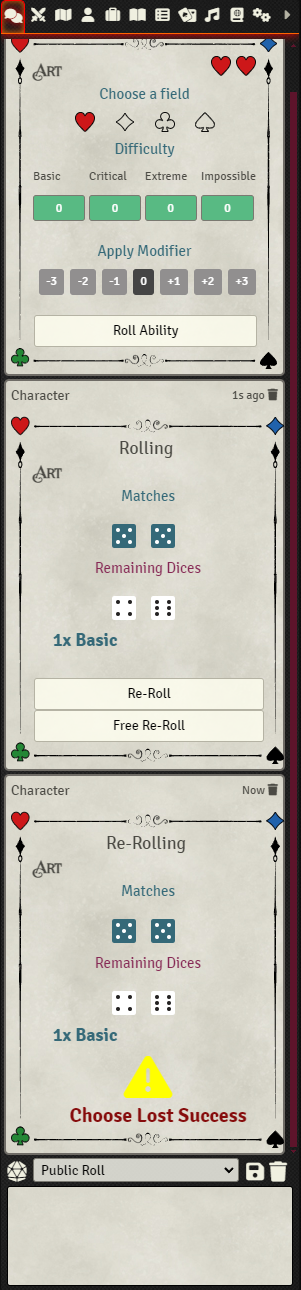 ART
Choose a field
Difficulty
Basic Critical Extreme Impossible
0 0 0 0
Apply Modifier
-3 -2 -1 0 +1 +2 +3
Roll Ability
Character 1s ago
Rolling
ART
Matches
Remaining Dices
1x Basic
Re-Roll
Free Re-Roll
Character Now
Re-Rolling
ART
Matches
Remaining Dices
1x Basic
Choose Lost Success
Public Roll